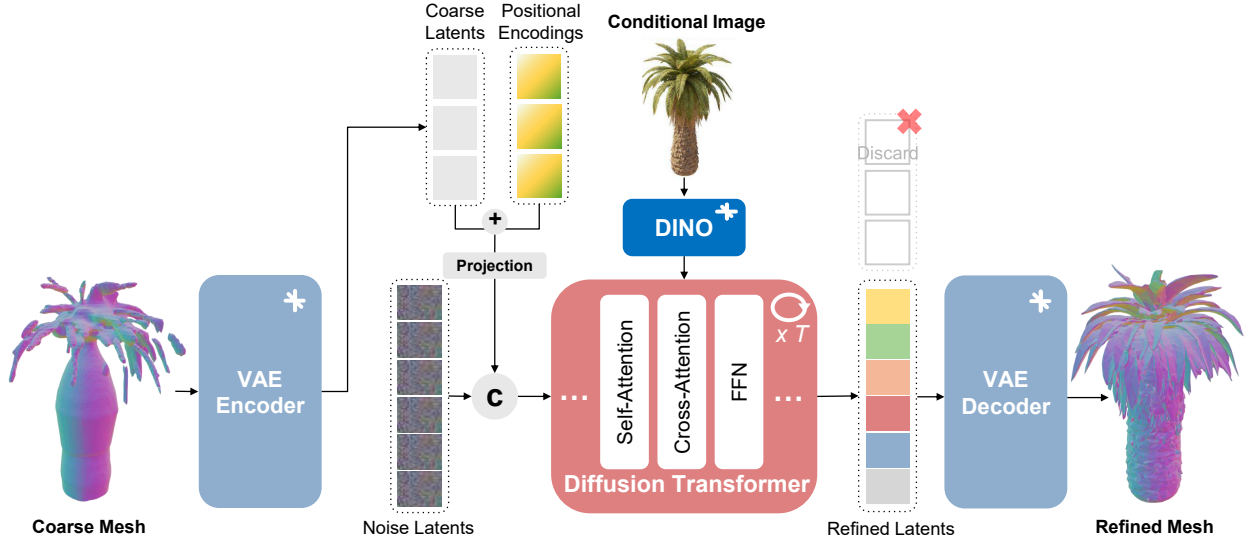 Coarse
Latents
Positional
Encodings
Conditional Image
+
Projection
DINO
Discard
VAE
Encoder
C
...
Self-Attention
Cross-Attention
FFN
...
x T
Diffusion Transformer
VAE
Decoder
Coarse Mesh
Noise Latents
Refined Latents
Refined Mesh